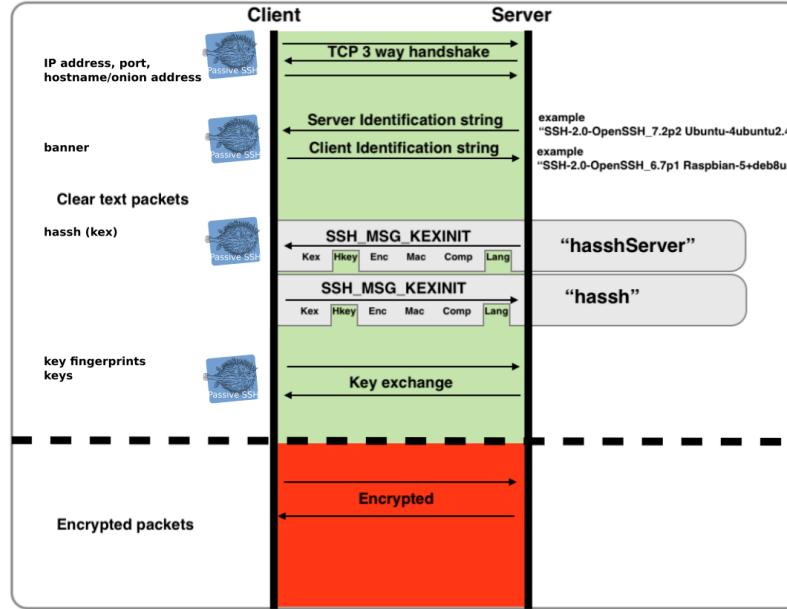 Client
Server
Passive SSH
IP address, port,
hostname/onion address
TCP 3 way handshake
Passive SSH
banner
Server Identification string
example
“SSH-2.0-OpenSSH_7.2p2 Ubuntu-4ubuntu2.4
Client Identification string
example
“SSH-2.0-OpenSSH_6.7p1 Raspbian-5+deb8u
Clear text packets
hassh (kex)
Passive SSH
SSH_MSG_KEXINIT
Kex Hkey Enc Mac Comp Lang
“hasshServer”
SSH_MSG_KEXINIT
Kex Hkey Enc Mac Comp Lang
“hassh”
key fingerprints
keys
Passive SSH
Key exchange
Encrypted
Encrypted packets